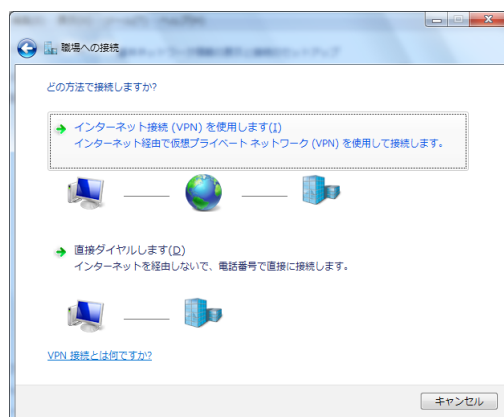 職場への接続
どの方法で接続しますか?
インターネット接続 (VPN) を使用します(I)
インターネット経由で仮想プライベート ネットワーク (VPN) を使用して接続します。
直接ダイヤルします(D)
インターネットを経由しないで、電話番号で直接に接続します。
VPN 接続とは何ですか?
キャンセル